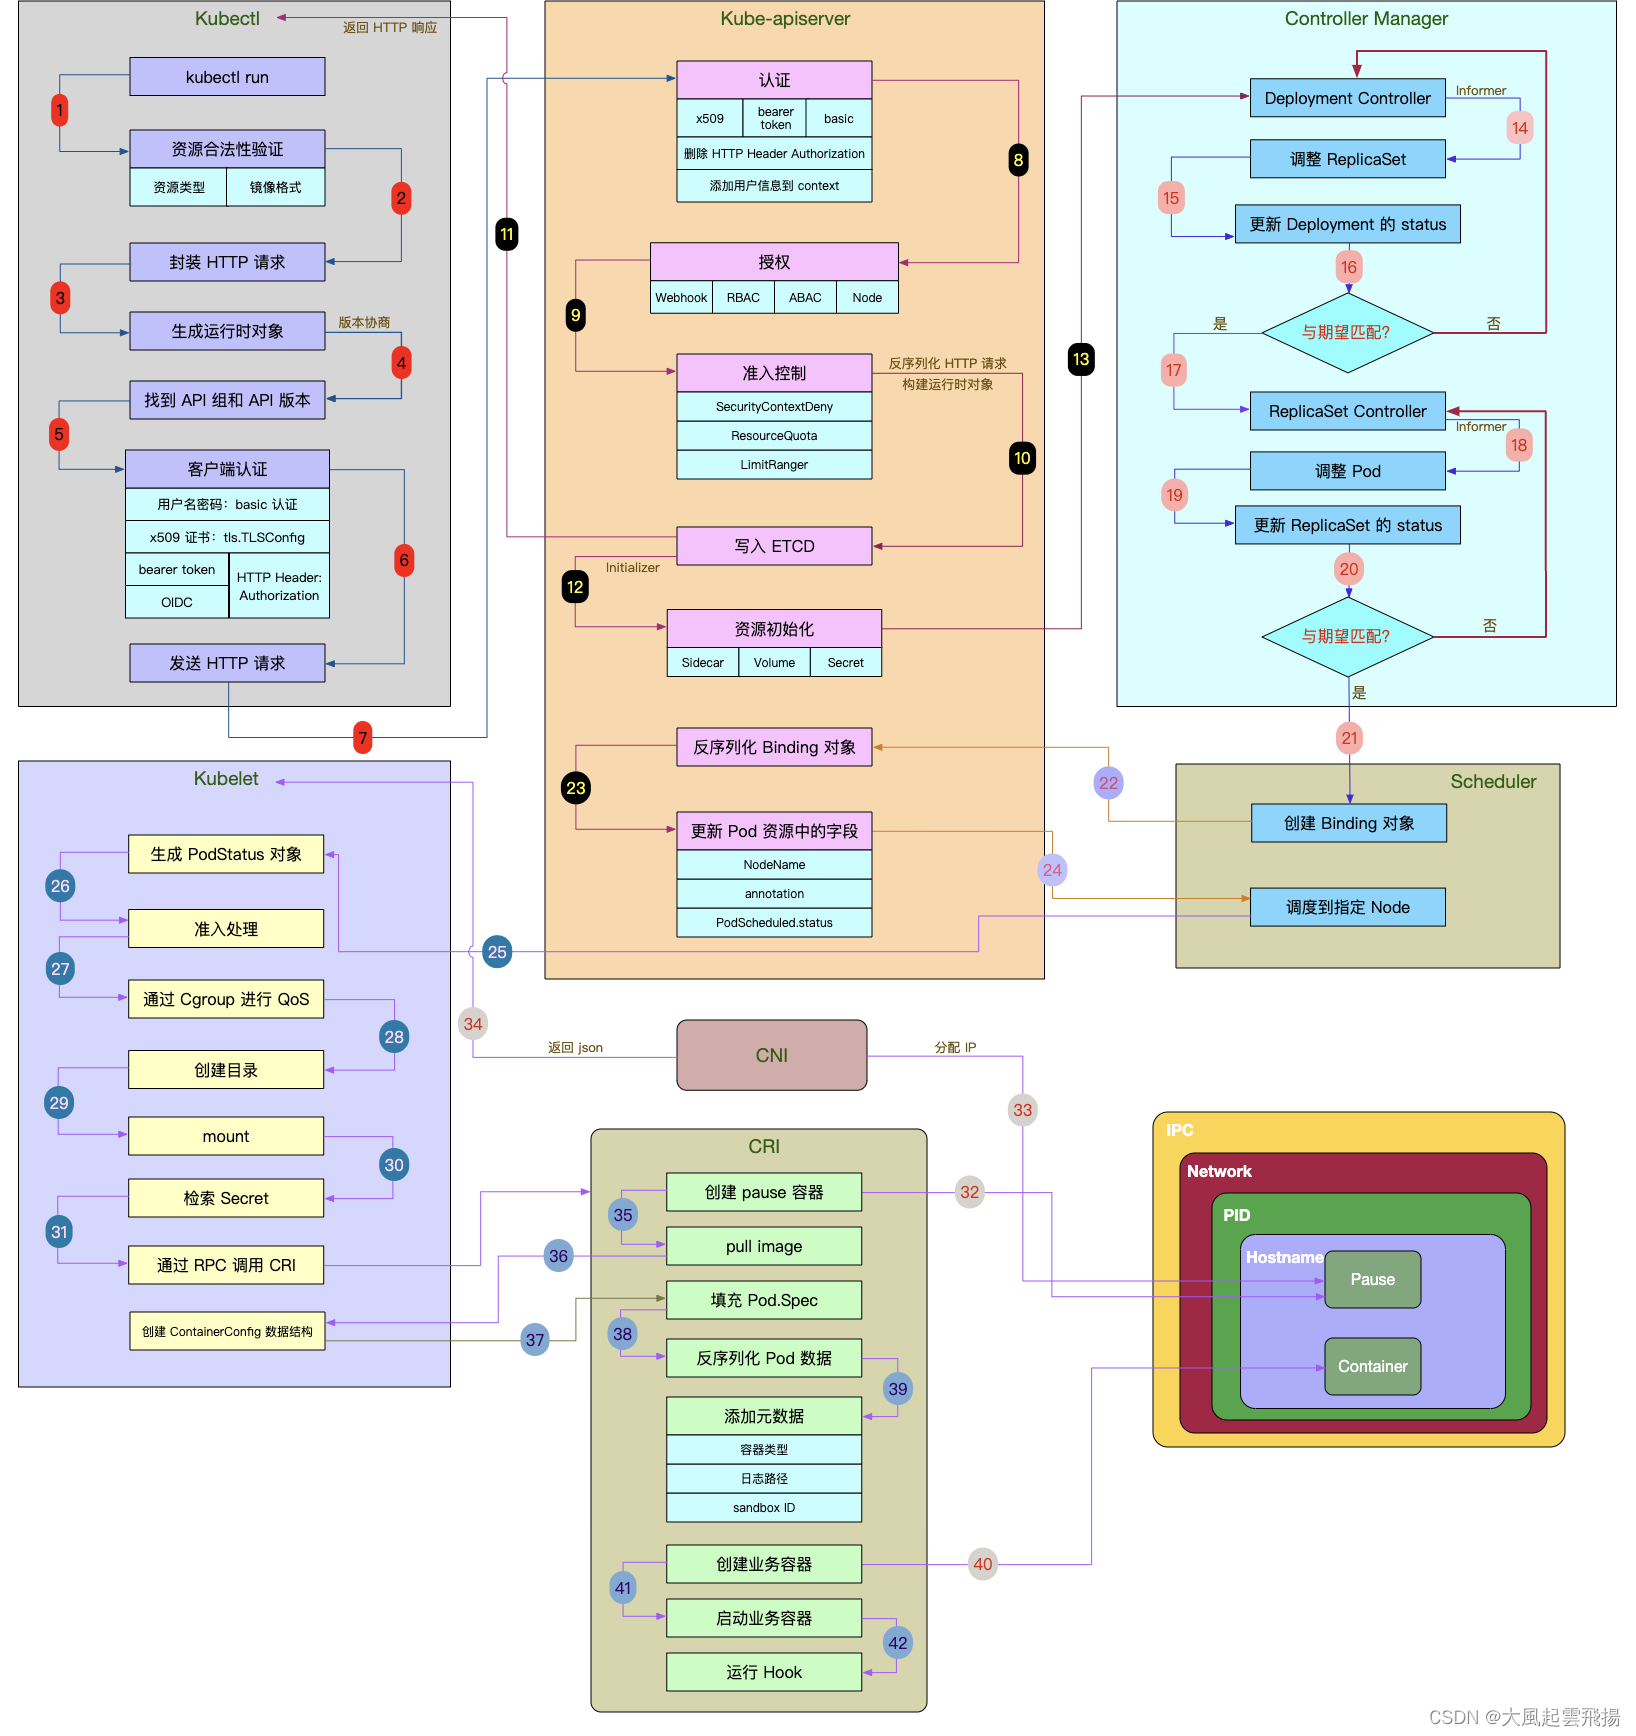 Kubectl
返回 HTTP 响应
kubectl run
1
资源合法性验证
资源类型
镜像格式
2
封装 HTTP 请求
3
生成运行时对象
版本协商
4
找到 API 组和 API 版本
5
客户端认证
用户名密码：basic 认证
x509 证书：tls.TLSConfig
bearer token
OIDC
HTTP Header:
Authorization
6
发送 HTTP 请求
7
Kube-apiserver
认证
x509
bearer
token
basic
删除 HTTP Header Authorization
添加用户信息到 context
8
11
授权
Webhook
RBAC
ABAC
Node
9
准入控制
反序列化 HTTP 请求
构建运行时对象
SecurityContextDeny
ResourceQuota
LimitRanger
10
写入 ETCD
Initializer
12
资源初始化
Sidecar
Volume
Secret
13
反序列化 Binding 对象
23
更新 Pod 资源中的字段
NodeName
annotation
PodScheduled.status
24
Controller Manager
Deployment Controller
Informer
14
调整 ReplicaSet
15
更新 Deployment 的 status
16
与期望匹配?
是
否
17
ReplicaSet Controller
Informer
18
调整 Pod
19
更新 ReplicaSet 的 status
20
与期望匹配?
否
是
21
Scheduler
22
创建 Binding 对象
调度到指定 Node
25
Kubelet
生成 PodStatus 对象
26
准入处理
27
通过 Cgroup 进行 QoS
28
创建目录
29
mount
30
检索 Secret
31
通过 RPC 调用 CRI
创建 ContainerConfig 数据结构
34
返回 json
CNI
分配 IP
33
CRI
创建 pause 容器
32
35
pull image
36
填充 Pod.Spec
37
38
反序列化 Pod 数据
39
添加元数据
容器类型
日志路径
sandbox ID
创建业务容器
40
41
启动业务容器
42
运行 Hook
IPC
Network
PID
Hostname
Pause
Container
CSDN @大風起雲飛揚